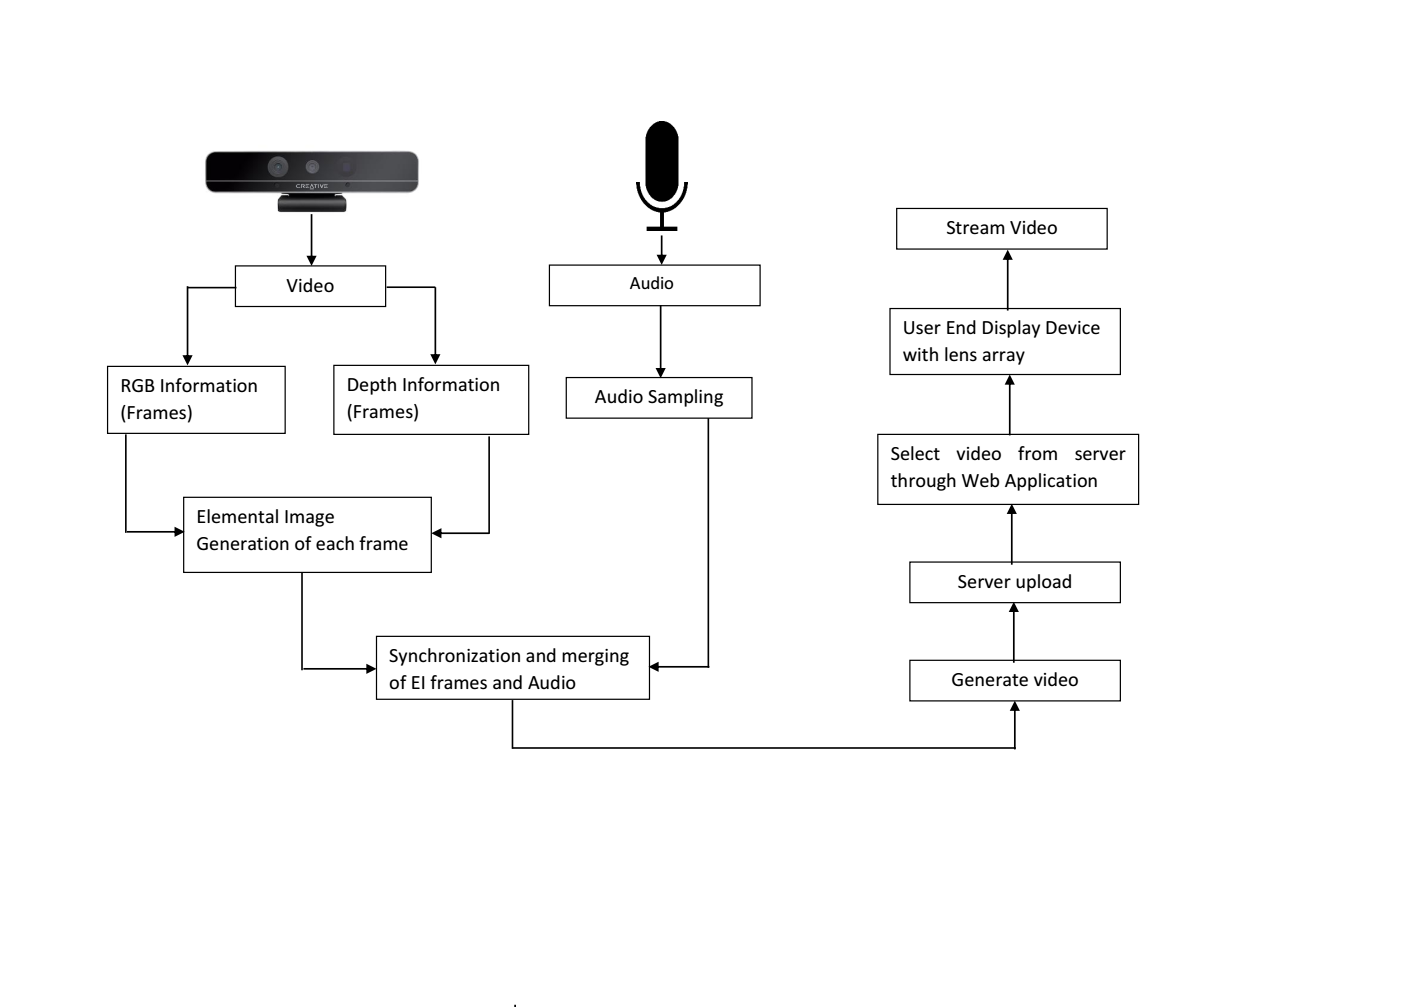 CREATIVE
Video
Audio
RGB Information
(Frames)
Depth Information
(Frames)
Audio Sampling
Elemental Image
Generation of each frame
Synchronization and merging
of EI frames and Audio
Stream Video
User End Display Device
with lens array
Select video from server
through Web Application
Server upload
Generate video